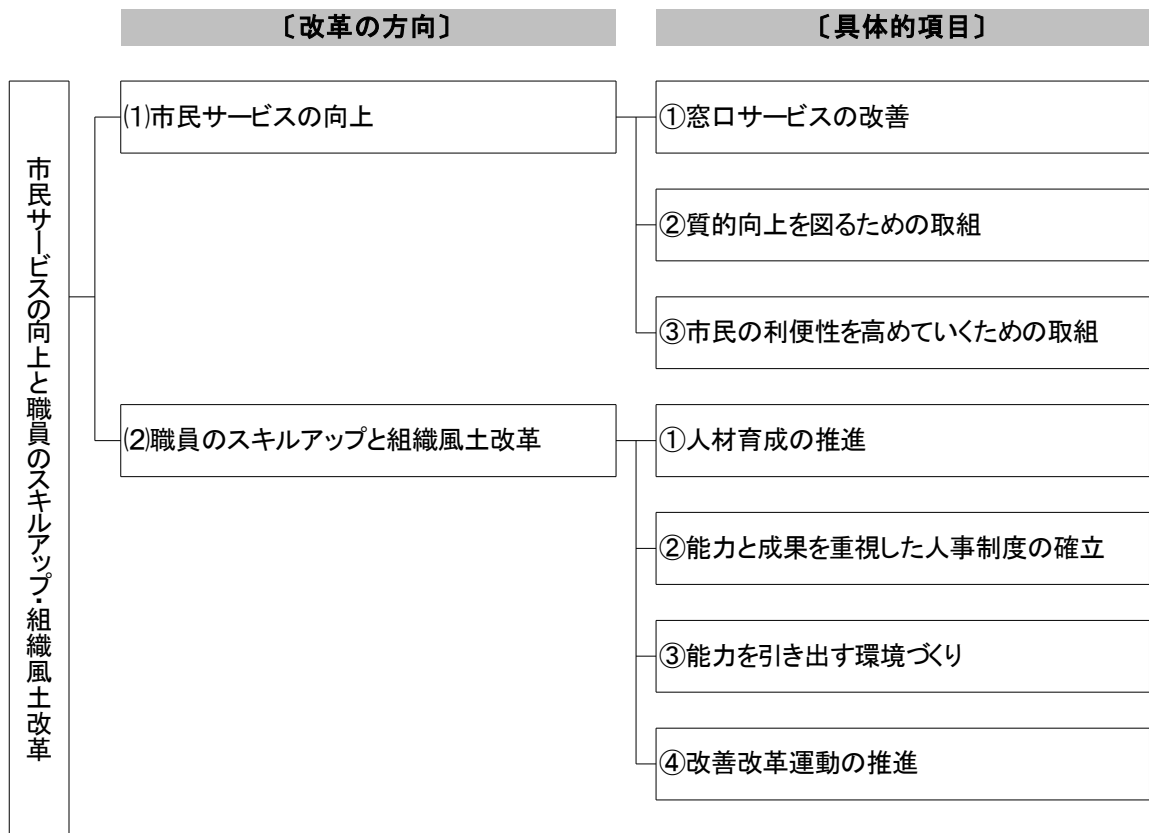 〔改革の方向〕
〔具体的項目〕
市民サービスの向上と職員のスキルアップ・組織風土改革
⑴市民サービスの向上
①窓口サービスの改善
②質的向上を図るための取組
③市民の利便性を高めていくための取組
⑵職員のスキルアップと組織風土改革
①人材育成の推進
②能力と成果を重視した人事制度の確立
③能力を引き出す環境づくり
④改善改革運動の推進